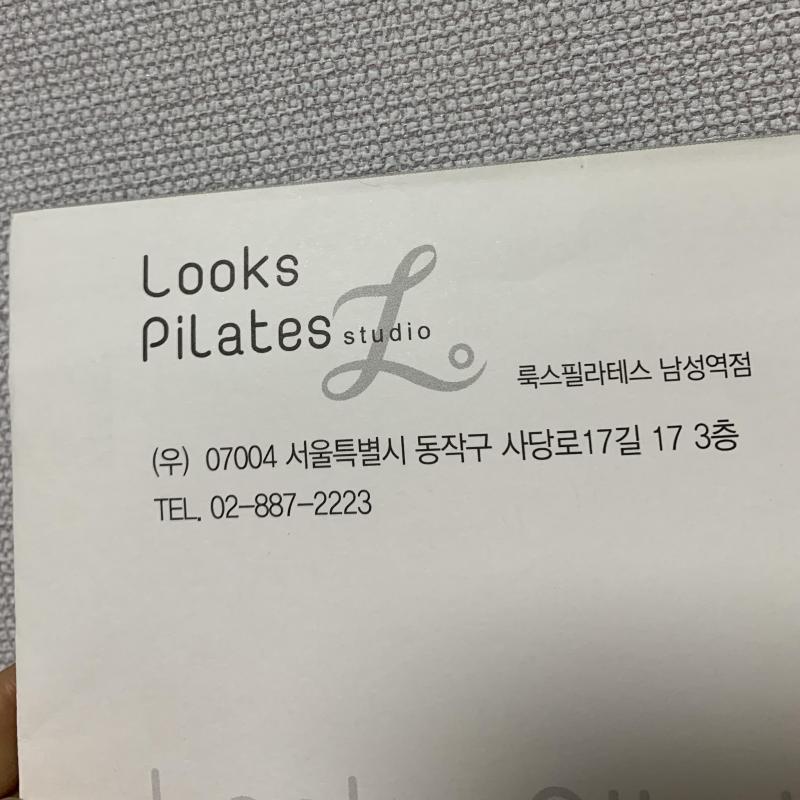 Looks
Pilates studio
룩스필라테스 남성역점
(우) 07004 서울특별시 동작구 사당로17길 17 3층
TEL. 02-887-2223